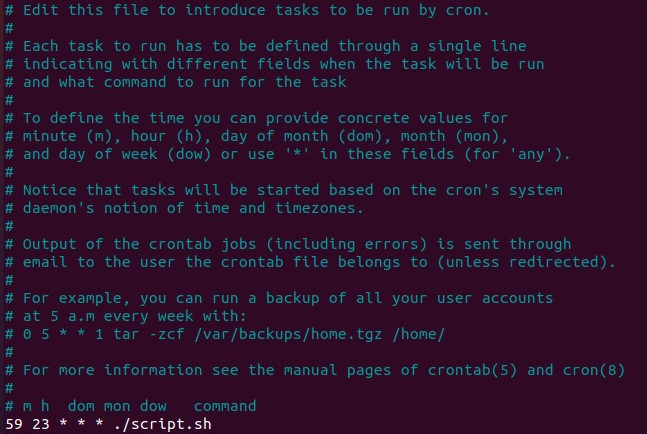 # Edit this file to introduce tasks to be run by cron.
#
# Each task to run has to be defined through a single line
# indicating with different fields when the task will be run
# and what command to run for the task
#
# To define the time you can provide concrete values for
# minute (m), hour (h), day of month (dom), month (mon),
# and day of week (dow) or use '*' in these fields (for 'any').
#
# Notice that tasks will be started based on the cron's system
# daemon's notion of time and timezones.
#
# Output of the crontab jobs (including errors) is sent through
# email to the user the crontab file belongs to (unless redirected).
#
# For example, you can run a backup of all your user accounts
# at 5 a.m every week with:
# 0 5 * * 1 tar -zcf /var/backups/home.tgz /home/
#
# For more information see the manual pages of crontab(5) and cron(8)
#
# m h  dom mon dow   command
59 23 * * * ./script.sh